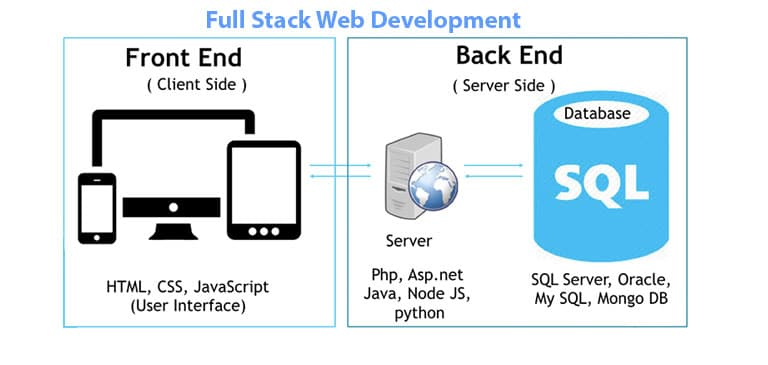 Full Stack Web Development
Front End
( Client Side )
HTML, CSS, JavaScript
(User Interface)
Back End
( Server Side )
Server
Php, Asp.net
Java, Node JS,
python
Database
SQL
SQL Server, Oracle,
My SQL, Mongo DB